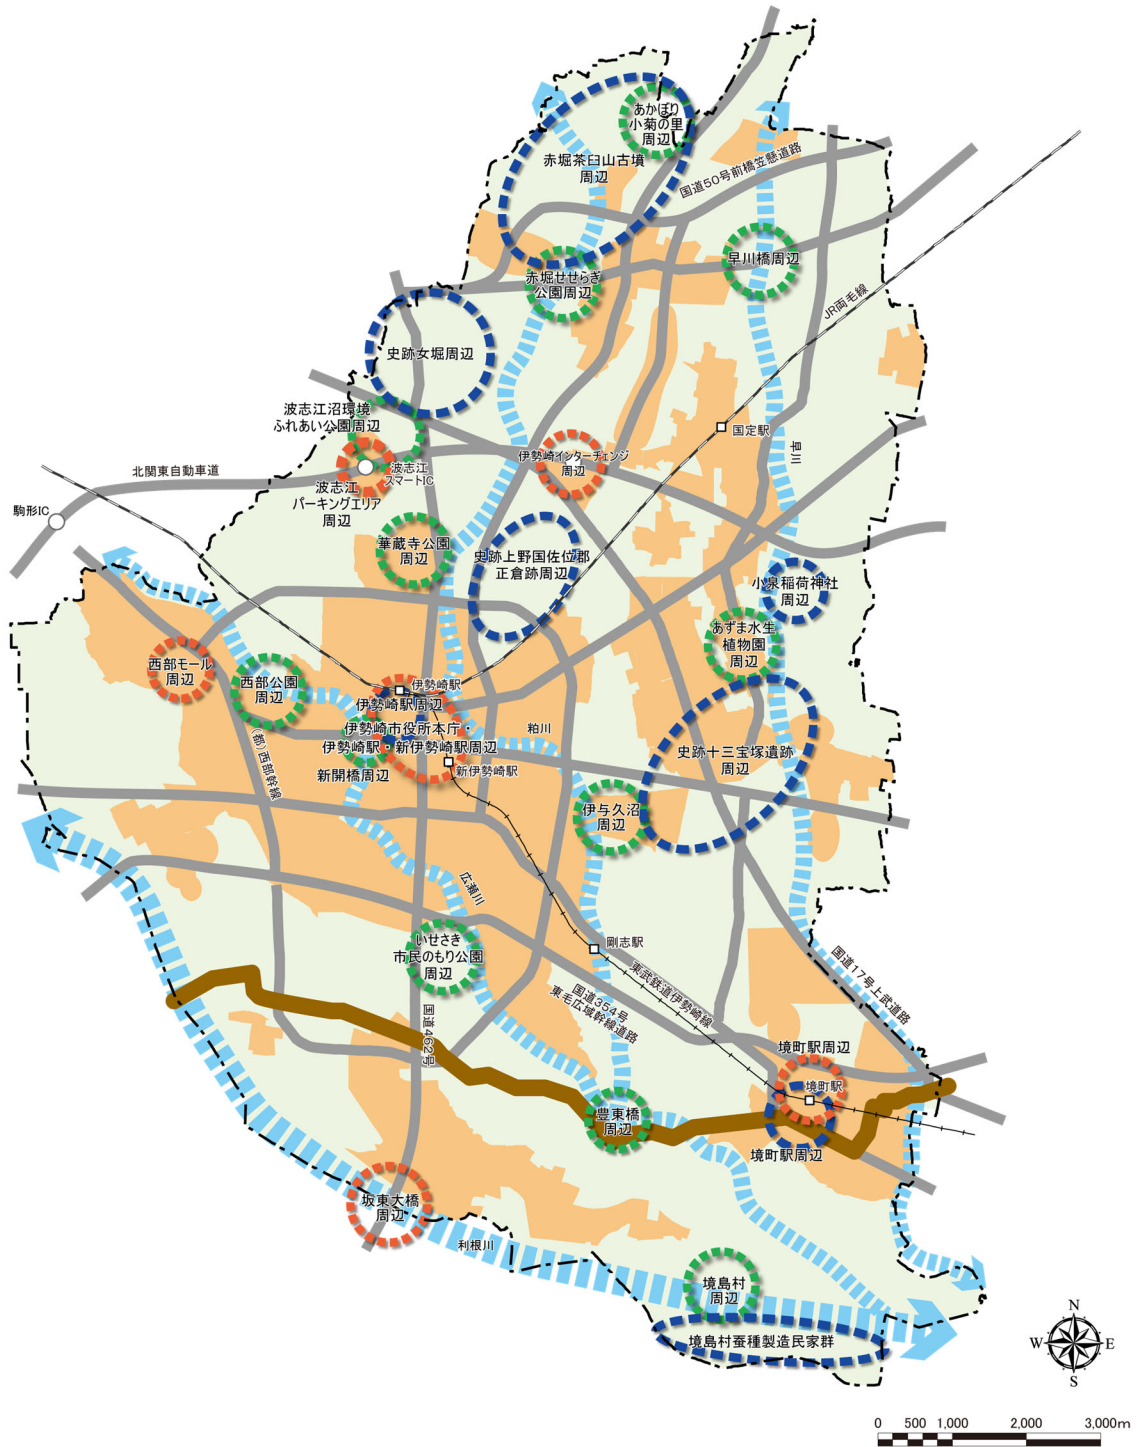 あかぼり
小菊の里
周辺
赤堀茶臼山古墳
周辺
国道50号前橋笠懸道路
早川橋周辺
赤堀せせらぎ
公園周辺
JR両毛線
史跡女堀周辺
波志江沼環境
ふれあい公園周辺
国定駅
早川
伊勢崎インターチェンジ
周辺
北関東自動車道
波志江
スマートIC
波志江
パーキングエリア
周辺
駒形IC
華蔵寺公園
周辺
史跡上野国佐位郡
正倉跡周辺
小泉稲荷神社
周辺
あずま水生
植物園
周辺
西部モール
周辺
西部公園
周辺
伊勢崎駅
伊勢崎駅周辺
伊勢崎市役所本庁・
伊勢崎駅・新伊勢崎駅周辺
粕川
新開橋周辺
新伊勢崎駅
(都)西部幹線
史跡十三宝塚遺跡
周辺
伊与久沼
周辺
広瀬川
いせさき
市民のもり公園
周辺
剛志駅
東武鉄道伊勢崎線
国道17号上武道路
国道354号
東毛広域幹線道路
国道462号
境町駅周辺
境町駅
豊東橋
周辺
境町駅周辺
坂東大橋
周辺
利根川
境島村
周辺
境島村蚕種製造民家群
N
W
E
S
0 500 1,000 2,000 3,000m